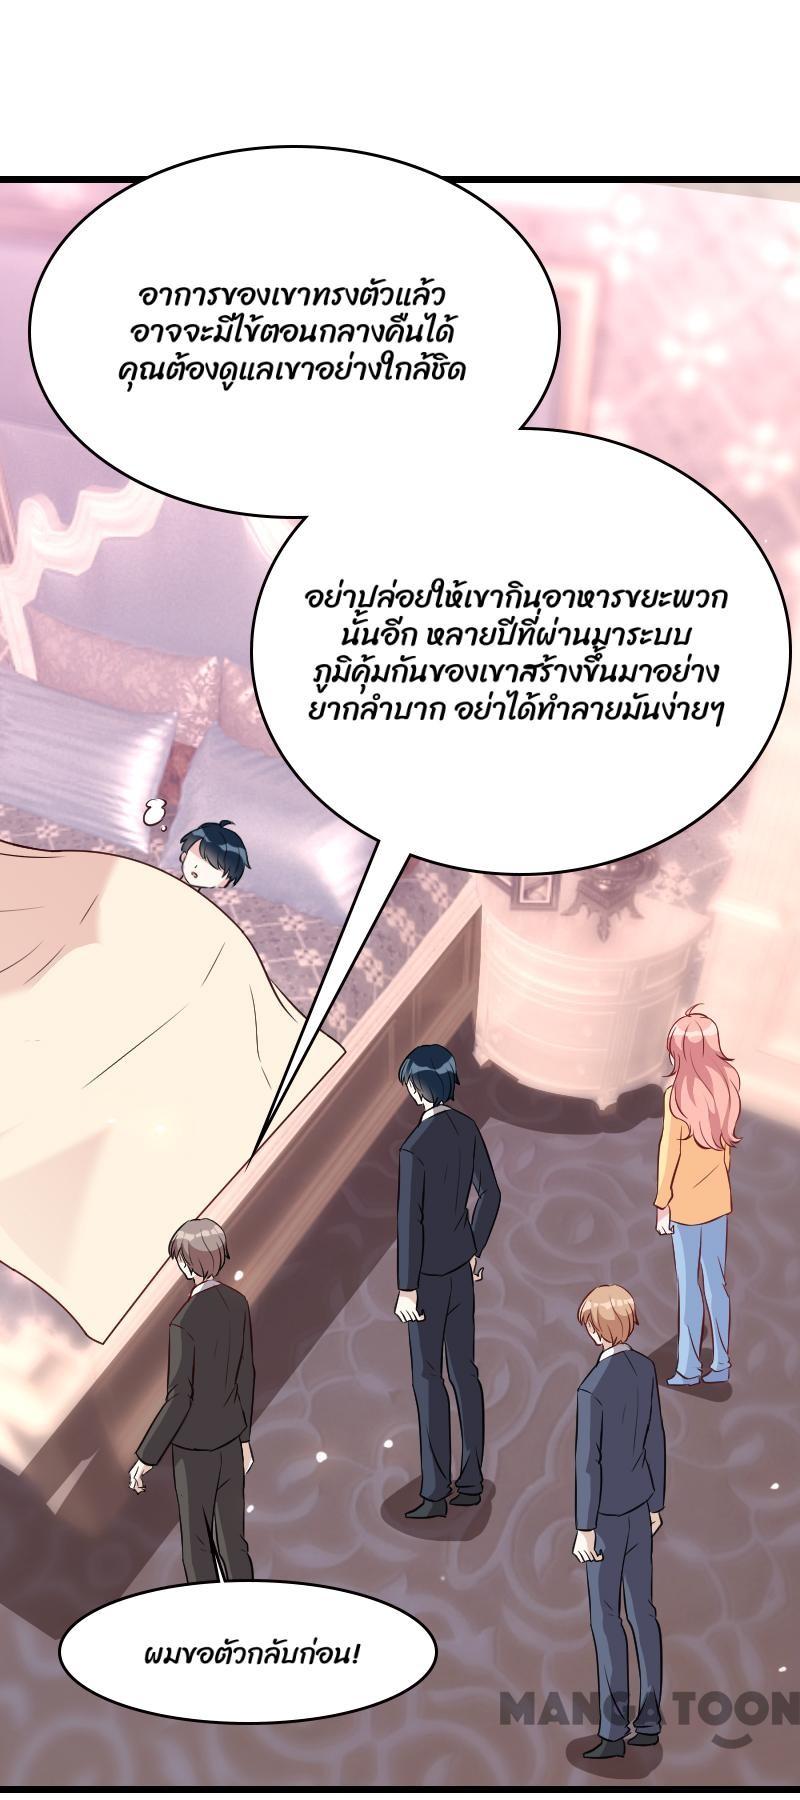 อาการของเขาทรงตัวแล้ว
อาจจะมีไข้ตอนกลางคืนได้
คุณต้องดูแลเขาอย่างใกล้ชิด
อย่าปล่อยให้เขากินอาหารขยะพวก
นั้นอีก หลายปีที่ผ่านมาระบบ
ภูมิคุ้มกันของเขาสร้างขึ้นมาอย่าง
ยากลำบาก อย่าได้ทำลายมันง่ายๆ
ผมขอตัวกลับก่อน!
MANGATOON